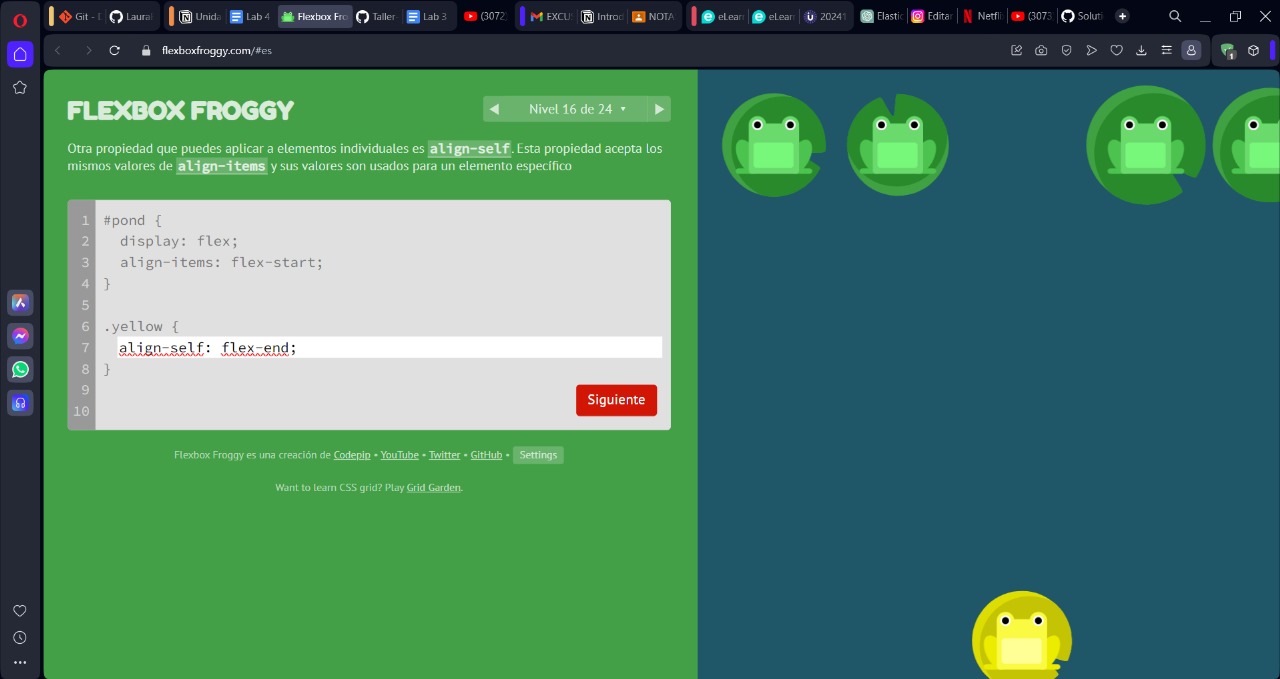 Git - D
Laural
Unida
Lab 4
Flexbox Fro
Taller
Lab 3
(3072
EXCUS
Introd
NOTA
eLearn
eLearn
20241
Elastic
Editar
Netfli
(3073
Soluti
flexboxfroggy.com/#es
1
FLEXBOX FROGGY
Nivel 16 de 24
Otra propiedad que puedes aplicar a elementos individuales es align-self. Esta propiedad acepta los
mismos valores de align-items y sus valores son usados para un elemento específico
1 #pond {
2 display: flex;
3 align-items: flex-start;
4 }
5
6 .yellow {
7 align-self: flex-end;
8 }
9
10
Siguiente
Flexbox Froggy es una creación de Codepip • YouTube • Twitter • GitHub • Settings
Want to learn CSS grid? Play Grid Garden.